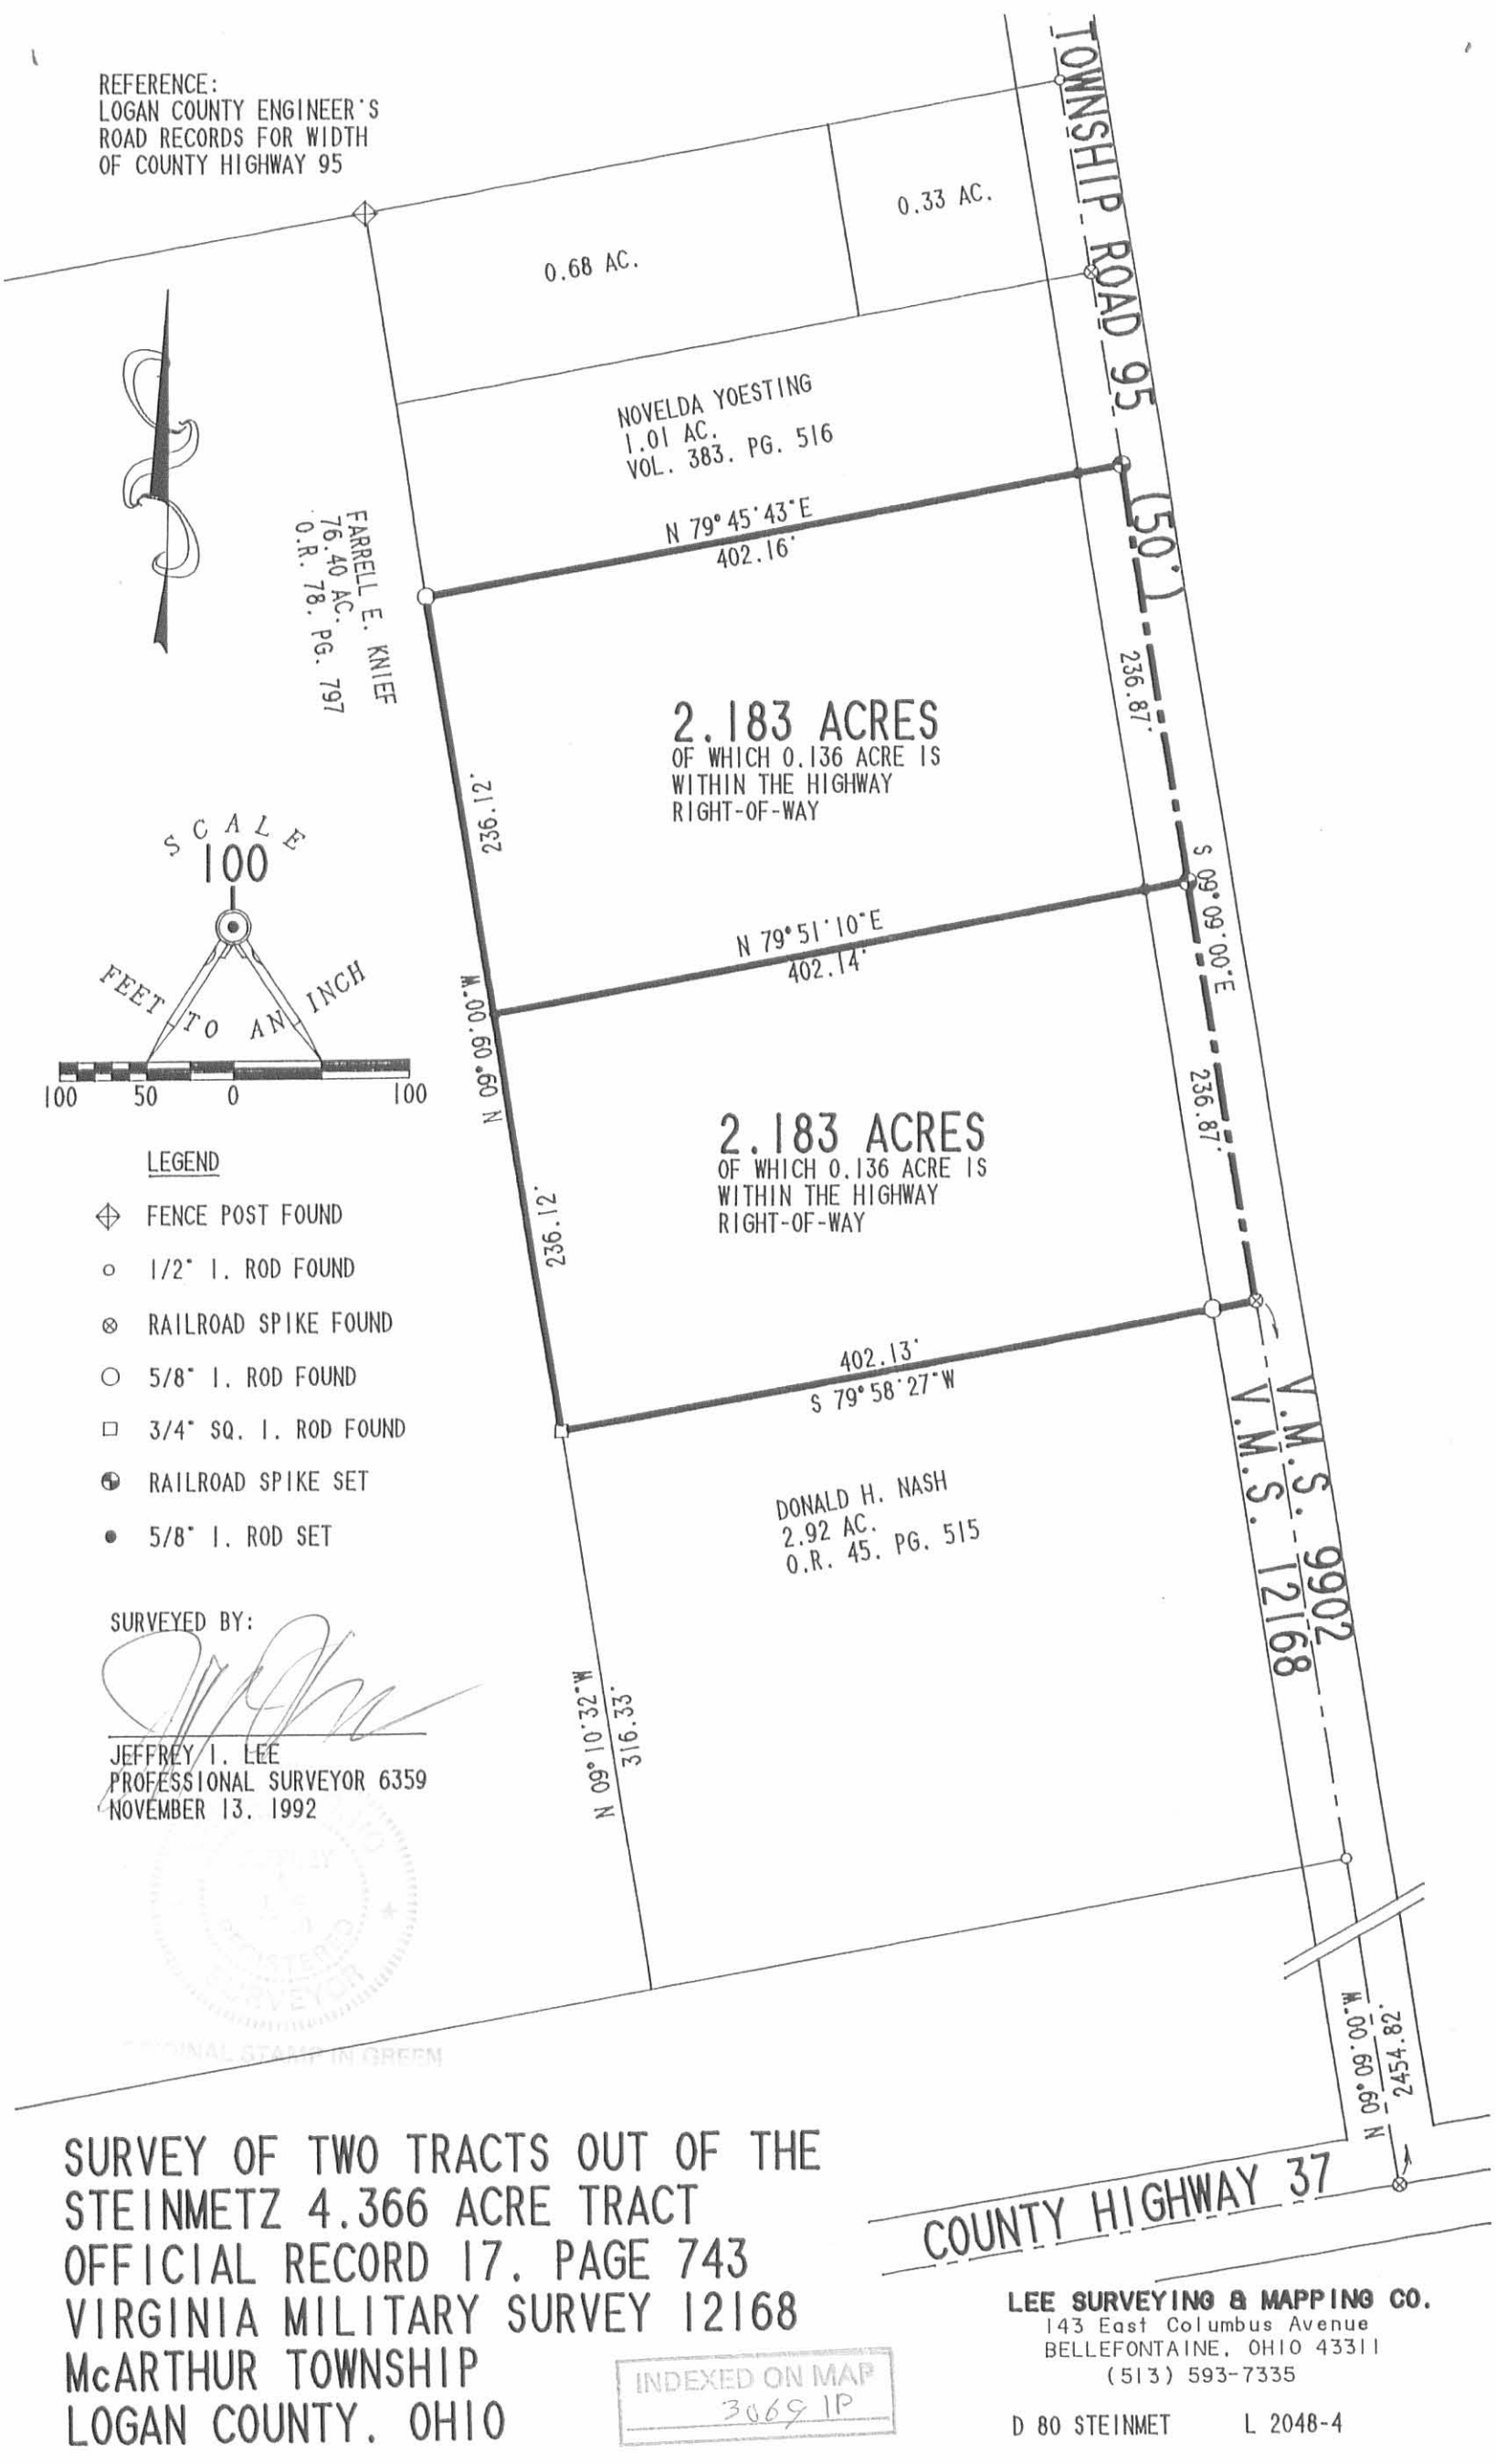 REFERENCE:
LOGAN COUNTY ENGINEER'S
ROAD RECORDS FOR WIDTH
OF COUNTY HIGHWAY 95
TOWNSHIP ROAD 95 (50')
0.33 AC.
0.68 AC.
NOVELDA YOESTING
1.01 AC.
VOL. 383. PG. 516
N 79°45'43"E
402.16'
FARRELL E. KNIEF
76.40 AC.
O.R. 78. PG. 797
236.87'
2.183 ACRES
OF WHICH 0.136 ACRE IS
WITHIN THE HIGHWAY
RIGHT-OF-WAY
236.12'
S 09°09'00"E
SCALE
100
FEET TO AN INCH
100 50 0 100
N 79°51'10"E
402.14'
N 09°09'00"W
236.87'
2.183 ACRES
OF WHICH 0.136 ACRE IS
WITHIN THE HIGHWAY
RIGHT-OF-WAY
236.12'
LEGEND
FENCE POST FOUND
1/2" I. ROD FOUND
RAILROAD SPIKE FOUND
5/8" I. ROD FOUND
3/4" SQ. I. ROD FOUND
RAILROAD SPIKE SET
5/8" I. ROD SET
402.13'
S 79°58'27"W
V.M.S. 9902
V.M.S. 12168
DONALD H. NASH
2.92 AC.
O.R. 45. PG. 515
N 09°10'32"W
316.33'
SURVEYED BY:
JEFFREY I. LEE
PROFESSIONAL SURVEYOR 6359
NOVEMBER 13. 1992
REGISTERED
SURVEYOR
ORIGINAL STAMP IN GREEN
N 09°09'00"W
2454.82'
COUNTY HIGHWAY 37
SURVEY OF TWO TRACTS OUT OF THE
STEINMETZ 4.366 ACRE TRACT
OFFICIAL RECORD 17. PAGE 743
VIRGINIA MILITARY SURVEY 12168
McARTHUR TOWNSHIP
LOGAN COUNTY. OHIO
INDEXED ON MAP
3069 IP
LEE SURVEYING & MAPPING CO.
143 East Columbus Avenue
BELLEFONTAINE, OHIO 43311
(513) 593-7335
D 80 STEINMET L 2048-4